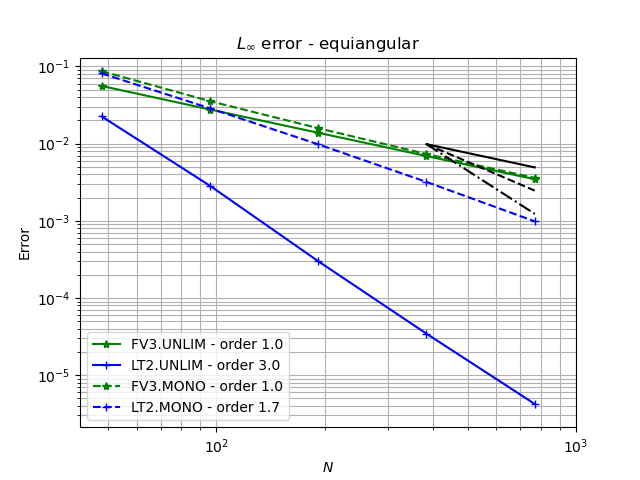 L∞ error - equiangular
10⁻¹
10⁻²
10⁻³
10⁻⁴
10⁻⁵
Error
FV3.UNLIM - order 1.0
LT2.UNLIM - order 3.0
FV3.MONO - order 1.0
LT2.MONO - order 1.7
10²
10³
N